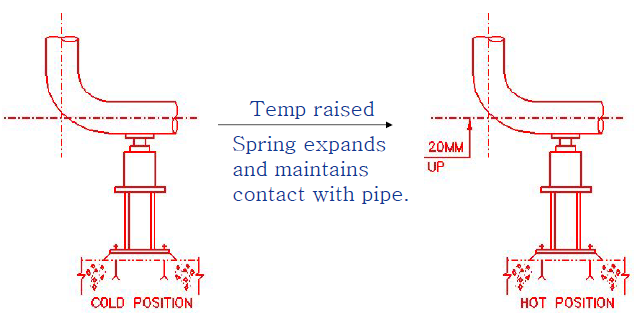 Temp raised
Spring expands
and maintains
contact with pipe.
20MM
UP
COLD POSITION
HOT POSITION